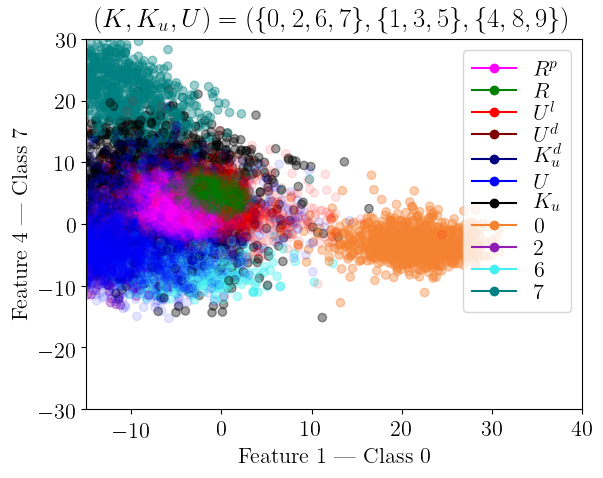 (K, K_u, U) = ({0, 2, 6, 7}, {1, 3, 5}, {4, 8, 9})
30
20
10
0
−10
−20
−30
Feature 4 — Class 7
R^p
R
U^l
U^d
K_u^d
U
K_u
0
2
6
7
−10
0
10
20
30
40
Feature 1 — Class 0